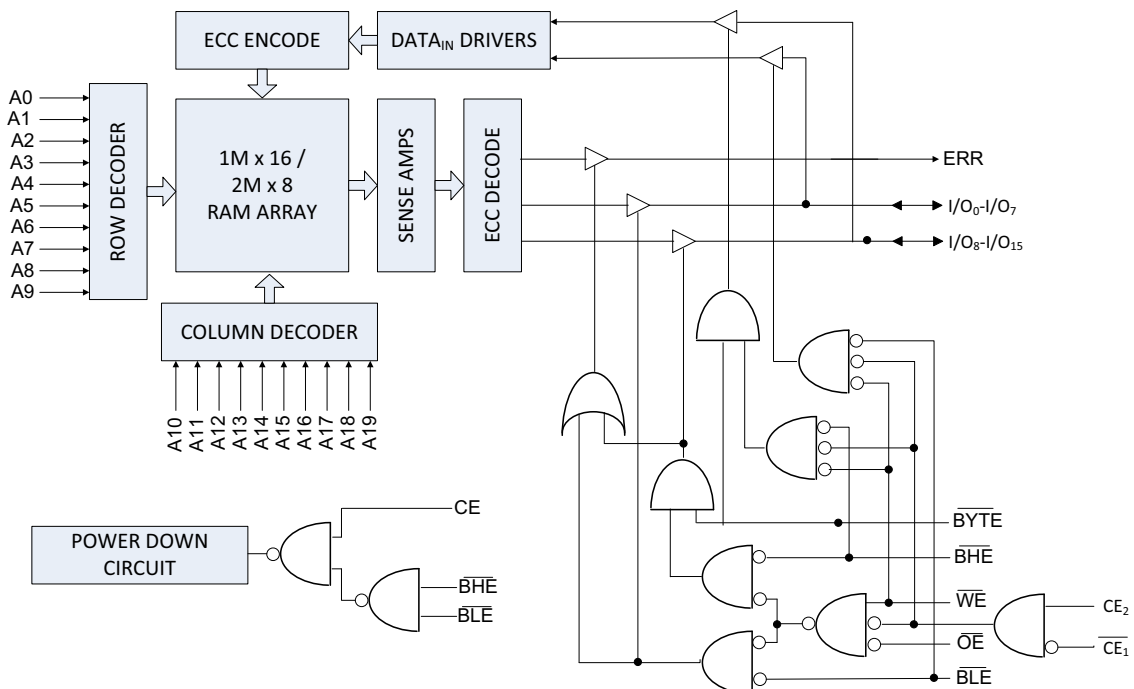 ECC ENCODE
DATAIN DRIVERS
A0
A1
A2
A3
A4
A5
A6
A7
A8
A9
ROW DECODER
1M x 16 /
2M x 8
RAM ARRAY
SENSE AMPS
ECC DECODE
ERR
I/O0-I/O7
I/O8-I/O15
COLUMN DECODER
A10
A11
A12
A13
A14
A15
A16
A17
A18
A19
POWER DOWN
CIRCUIT
CE
BHE
BLE
BYTE
BHE
WE
OE
BLE
CE2
CE1